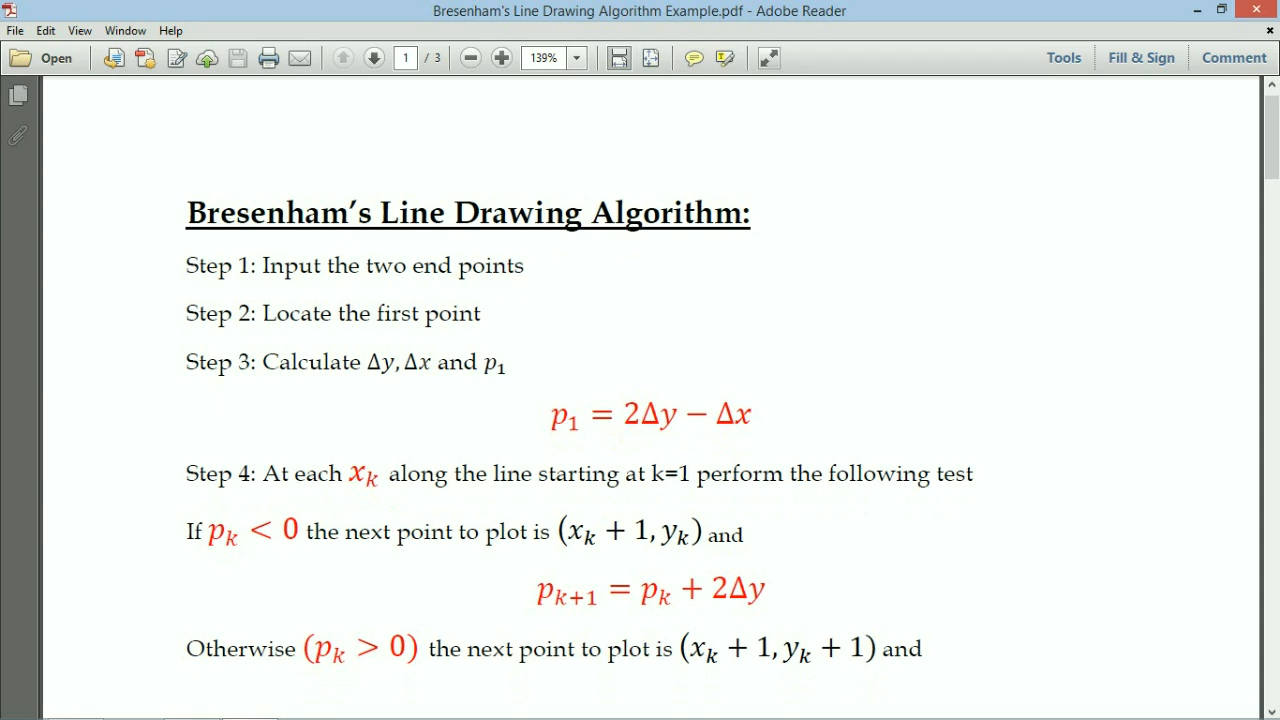 Bresenham's Line Drawing Algorithm Example.pdf - Adobe Reader
File Edit View Window Help
Open 1 / 3 139% Tools Fill & Sign Comment
Bresenham’s Line Drawing Algorithm:
Step 1: Input the two end points
Step 2: Locate the first point
Step 3: Calculate Δy, Δx and p₁
p₁ = 2Δy − Δx
Step 4: At each xₖ along the line starting at k=1 perform the following test
If pₖ < 0 the next point to plot is (xₖ + 1, yₖ) and
pₖ₊₁ = pₖ + 2Δy
Otherwise (pₖ > 0) the next point to plot is (xₖ + 1, yₖ + 1) and